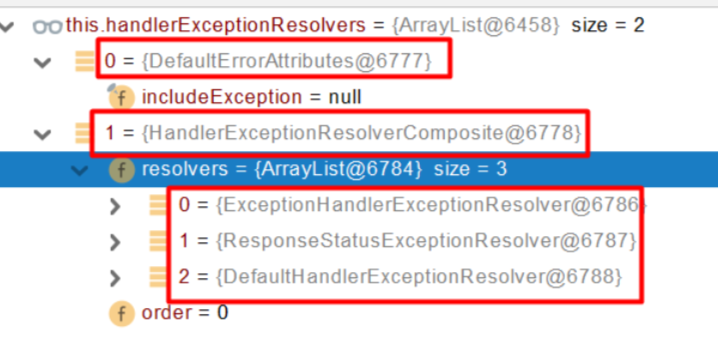 this.handlerExceptionResolvers = {ArrayList@6458} size = 2
0 = {DefaultErrorAttributes@6777}
f includeException = null
1 = {HandlerExceptionResolverComposite@6778}
f resolvers = {ArrayList@6784} size = 3
0 = {ExceptionHandlerExceptionResolver@6786}
1 = {ResponseStatusExceptionResolver@6787}
2 = {DefaultHandlerExceptionResolver@6788}
f order = 0